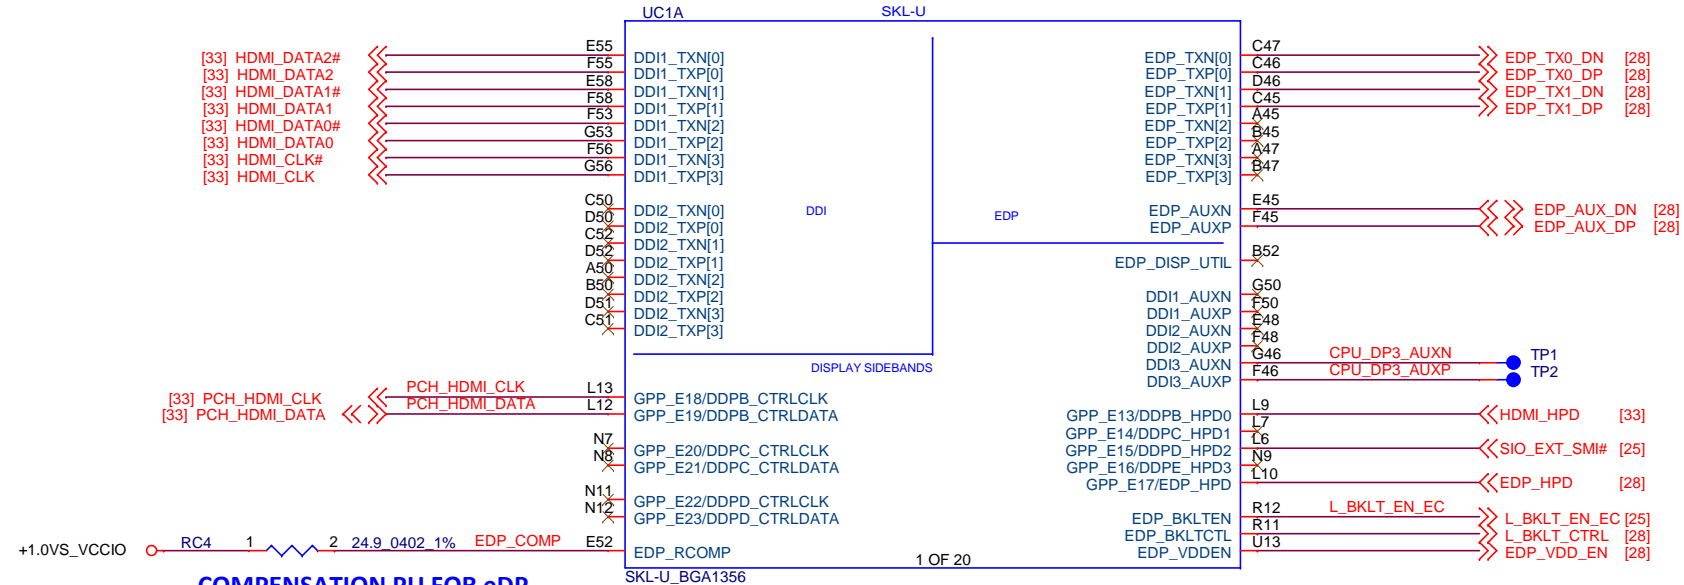 UC1A SKL-U
[33] HDMI_DATA2# E55 DDI1_TXN[0] EDP_TXN[0] C47 EDP_TX0_DN [28]
[33] HDMI_DATA2 F55 DDI1_TXP[0] EDP_TXP[0] C46 EDP_TX0_DP [28]
[33] HDMI_DATA1# E58 DDI1_TXN[1] EDP_TXN[1] D46 EDP_TX1_DN [28]
[33] HDMI_DATA1 F58 DDI1_TXP[1] EDP_TXP[1] C45 EDP_TX1_DP [28]
[33] HDMI_DATA0# F53 DDI1_TXN[2] EDP_TXN[2] A45
[33] HDMI_DATA0 G53 DDI1_TXP[2] EDP_TXP[2] B45
[33] HDMI_CLK# F56 DDI1_TXN[3] EDP_TXN[3] A47
[33] HDMI_CLK G56 DDI1_TXP[3] EDP_TXP[3] B47
C50 DDI2_TXN[0] DDI EDP EDP_AUXN E45 EDP_AUX_DN [28]
D50 DDI2_TXP[0] EDP_AUXP F45 EDP_AUX_DP [28]
C52 DDI2_TXN[1]
D52 DDI2_TXP[1] EDP_DISP_UTIL B52
A50 DDI2_TXN[2]
B50 DDI2_TXP[2] DDI1_AUXN G50
D51 DDI2_TXN[3] DDI1_AUXP F50
C51 DDI2_TXP[3] DDI2_AUXN E48
DDI2_AUXP F48
DISPLAY SIDEBANDS DDI3_AUXN G46 CPU_DP3_AUXN TP1
DDI3_AUXP F46 CPU_DP3_AUXP TP2
[33] PCH_HDMI_CLK PCH_HDMI_CLK L13 GPP_E18/DDPB_CTRLCLK
[33] PCH_HDMI_DATA PCH_HDMI_DATA L12 GPP_E19/DDPB_CTRLDATA GPP_E13/DDPB_HPD0 L9 HDMI_HPD [33]
GPP_E14/DDPC_HPD1 L7
N7 GPP_E20/DDPC_CTRLCLK GPP_E15/DDPD_HPD2 L6 SIO_EXT_SMI# [25]
N8 GPP_E21/DDPC_CTRLDATA GPP_E16/DDPE_HPD3 N9
GPP_E17/EDP_HPD L10 EDP_HPD [28]
N11 GPP_E22/DDPD_CTRLCLK
N12 GPP_E23/DDPD_CTRLDATA EDP_BKLTEN R12 L_BKLT_EN_EC L_BKLT_EN_EC [25]
EDP_BKLTCTL R11 L_BKLT_CTRL [28]
+1.0VS_VCCIO RC4 1 2 24.9_0402_1% EDP_COMP E52 EDP_RCOMP EDP_VDDEN U13 EDP_VDD_EN [28]
1 OF 20
SKL-U_BGA1356
COMPENSATION PU FOR eDP